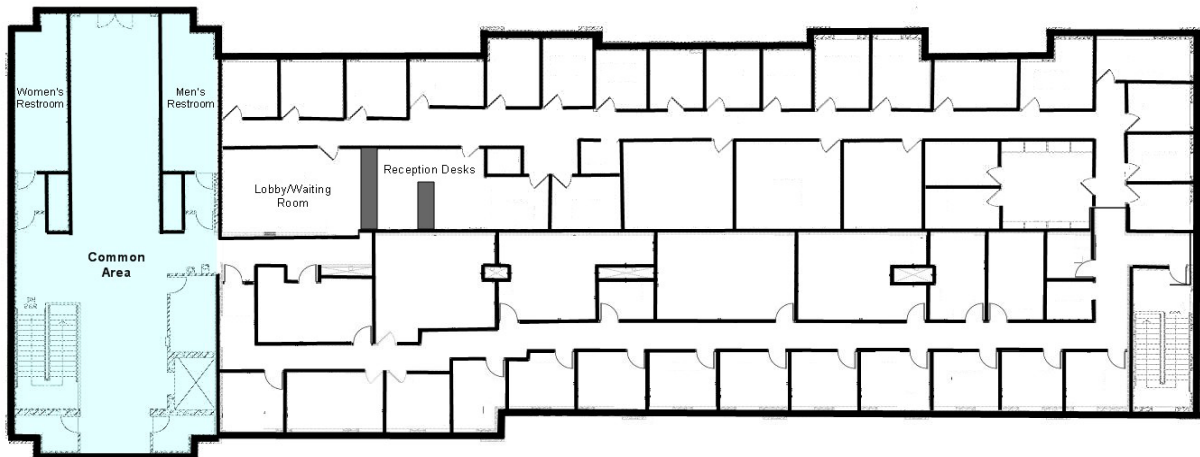 Women's
Restroom
Men's
Restroom
Reception Desks
Lobby/Waiting
Room
Common
Area